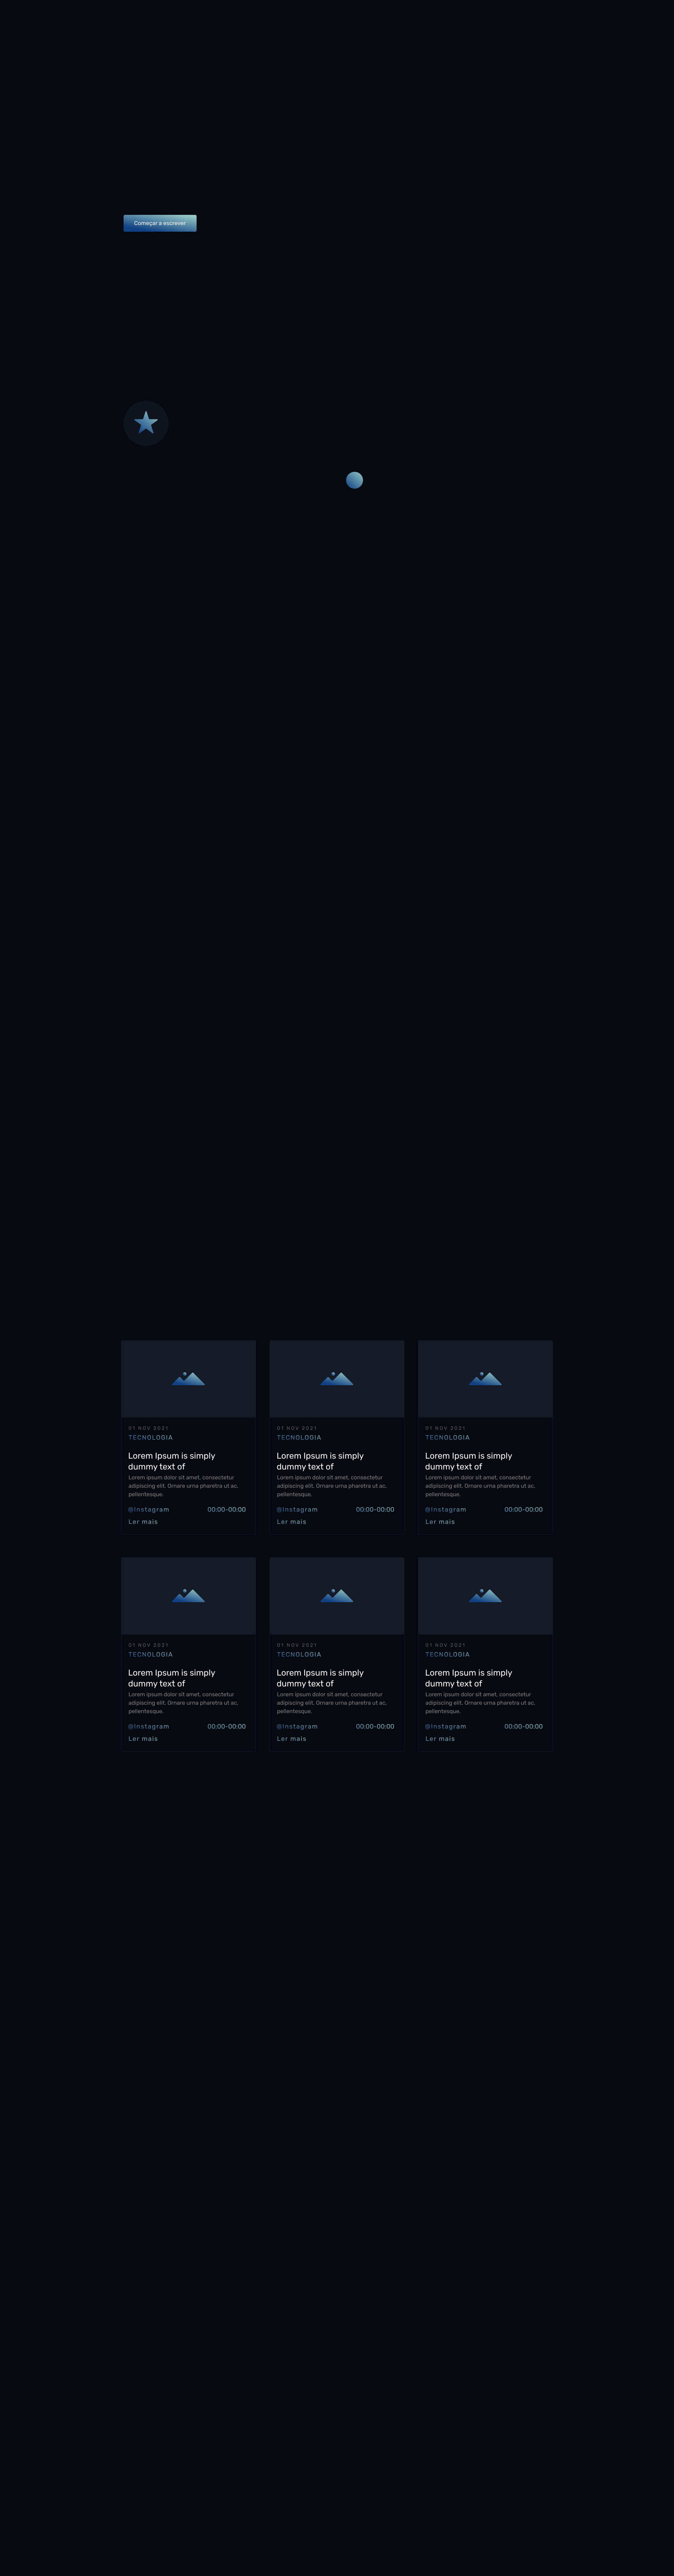 Começar a escrever
01 NOV 2021
TECNOLOGIA
Lorem Ipsum is simply
dummy text of
Lorem ipsum dolor sit amet, consectetur
adipiscing elit. Ornare urna pharetra ut ac,
pellentesque.
@Instagram 00:00-00:00
Ler mais
01 NOV 2021
TECNOLOGIA
Lorem Ipsum is simply
dummy text of
Lorem ipsum dolor sit amet, consectetur
adipiscing elit. Ornare urna pharetra ut ac,
pellentesque.
@Instagram 00:00-00:00
Ler mais
01 NOV 2021
TECNOLOGIA
Lorem Ipsum is simply
dummy text of
Lorem ipsum dolor sit amet, consectetur
adipiscing elit. Ornare urna pharetra ut ac,
pellentesque.
@Instagram 00:00-00:00
Ler mais
01 NOV 2021
TECNOLOGIA
Lorem Ipsum is simply
dummy text of
Lorem ipsum dolor sit amet, consectetur
adipiscing elit. Ornare urna pharetra ut ac,
pellentesque.
@Instagram 00:00-00:00
Ler mais
01 NOV 2021
TECNOLOGIA
Lorem Ipsum is simply
dummy text of
Lorem ipsum dolor sit amet, consectetur
adipiscing elit. Ornare urna pharetra ut ac,
pellentesque.
@Instagram 00:00-00:00
Ler mais
01 NOV 2021
TECNOLOGIA
Lorem Ipsum is simply
dummy text of
Lorem ipsum dolor sit amet, consectetur
adipiscing elit. Ornare urna pharetra ut ac,
pellentesque.
@Instagram 00:00-00:00
Ler mais